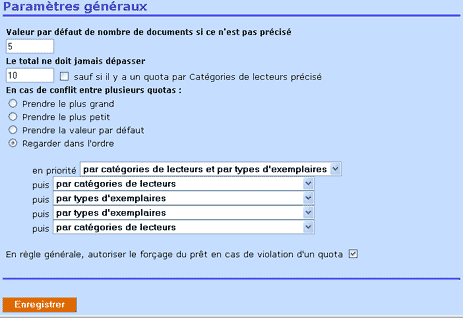 Paramètres généraux
Valeur par défaut de nombre de documents si ce n'est pas précisé
5
Le total ne doit jamais dépasser
10 sauf si il y a un quota par Catégories de lecteurs précisé
En cas de conflit entre plusieurs quotas :
Prendre le plus grand
Prendre le plus petit
Prendre la valeur par défaut
Regarder dans l'ordre
en priorité par catégories de lecteurs et par types d'exemplaires
puis par catégories de lecteurs
puis par types d'exemplaires
puis par types d'exemplaires
puis par catégories de lecteurs
En règle générale, autoriser le forçage du prêt en cas de violation d'un quota
Enregistrer